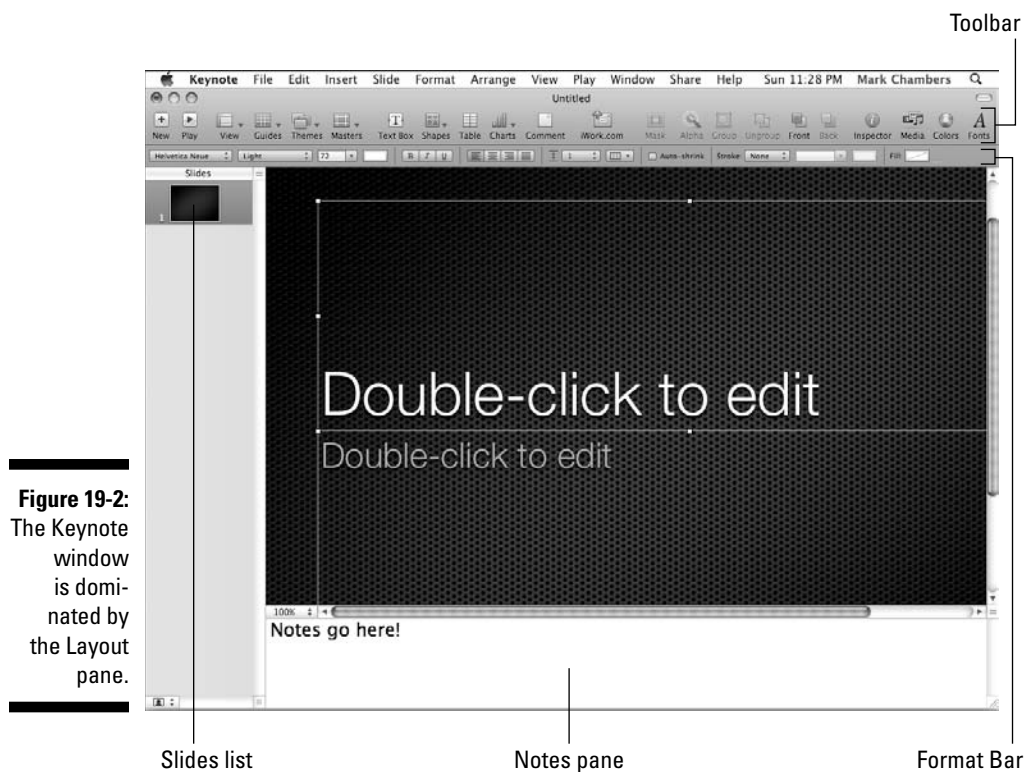 Toolbar
Keynote File Edit Insert Slide Format Arrange View Play Window Share Help Sun 11:28 PM Mark Chambers
Untitled
New Play View Guides Themes Masters Text Box Shapes Table Charts Comment iWork.com Mask Alpha Group Ungroup Front Back Inspector Media Colors Fonts
Helvetica Neue Light 72 B I U 1 Auto-shrink Stroke: None Fill
Slides
1
Double-click to edit
Double-click to edit
100%
Notes go here!
Figure 19-2:
The Keynote
window
is domi-
nated by
the Layout
pane.
Slides list Notes pane Format Bar